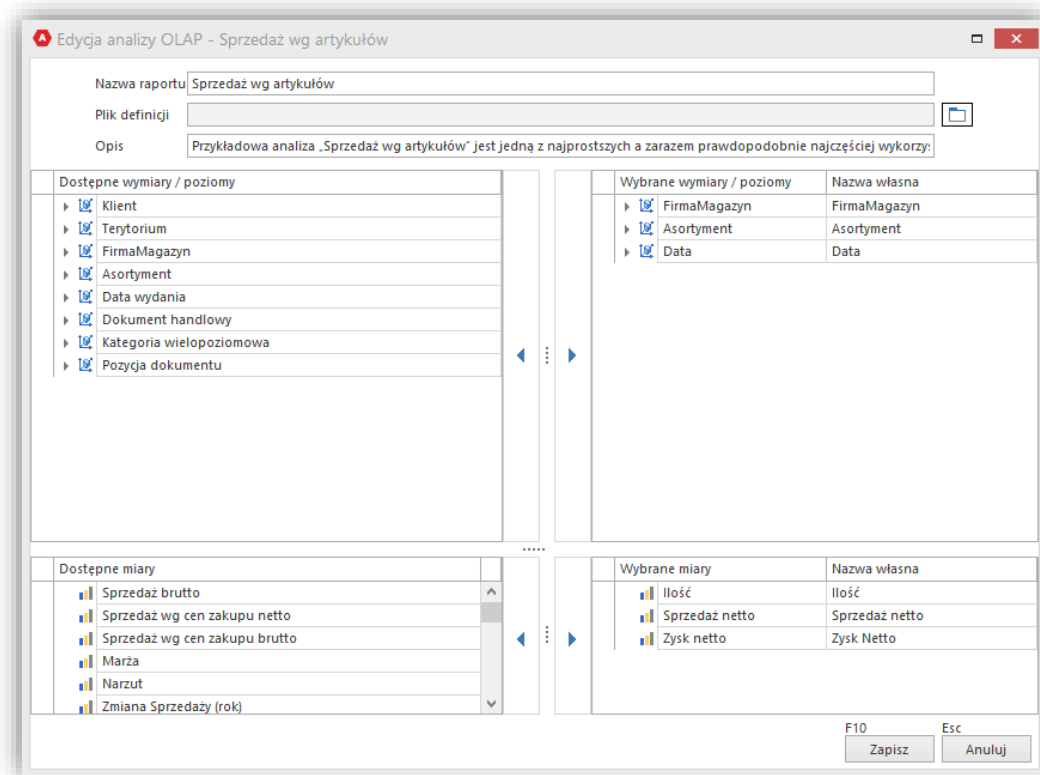 Edycja analizy OLAP - Sprzedaż wg artykułów
Nazwa raportu Sprzedaż wg artykułów
Plik definicji
Opis Przykładowa analiza „Sprzedaż wg artykułów” jest jedną z najprostszych a zarazem prawdopodobnie najczęściej wykorzy
Dostępne wymiary / poziomy
Klient
Terytorium
FirmaMagazyn
Asortyment
Data wydania
Dokument handlowy
Kategoria wielopoziomowa
Pozycja dokumentu
Wybrane wymiary / poziomy Nazwa własna
FirmaMagazyn FirmaMagazyn
Asortyment Asortyment
Data Data
Dostępne miary
Sprzedaż brutto
Sprzedaż wg cen zakupu netto
Sprzedaż wg cen zakupu brutto
Marża
Narzut
Zmiana Sprzedaży (rok)
Wybrane miary Nazwa własna
Ilość Ilość
Sprzedaż netto Sprzedaż netto
Zysk netto Zysk Netto
F10 Esc
Zapisz Anuluj